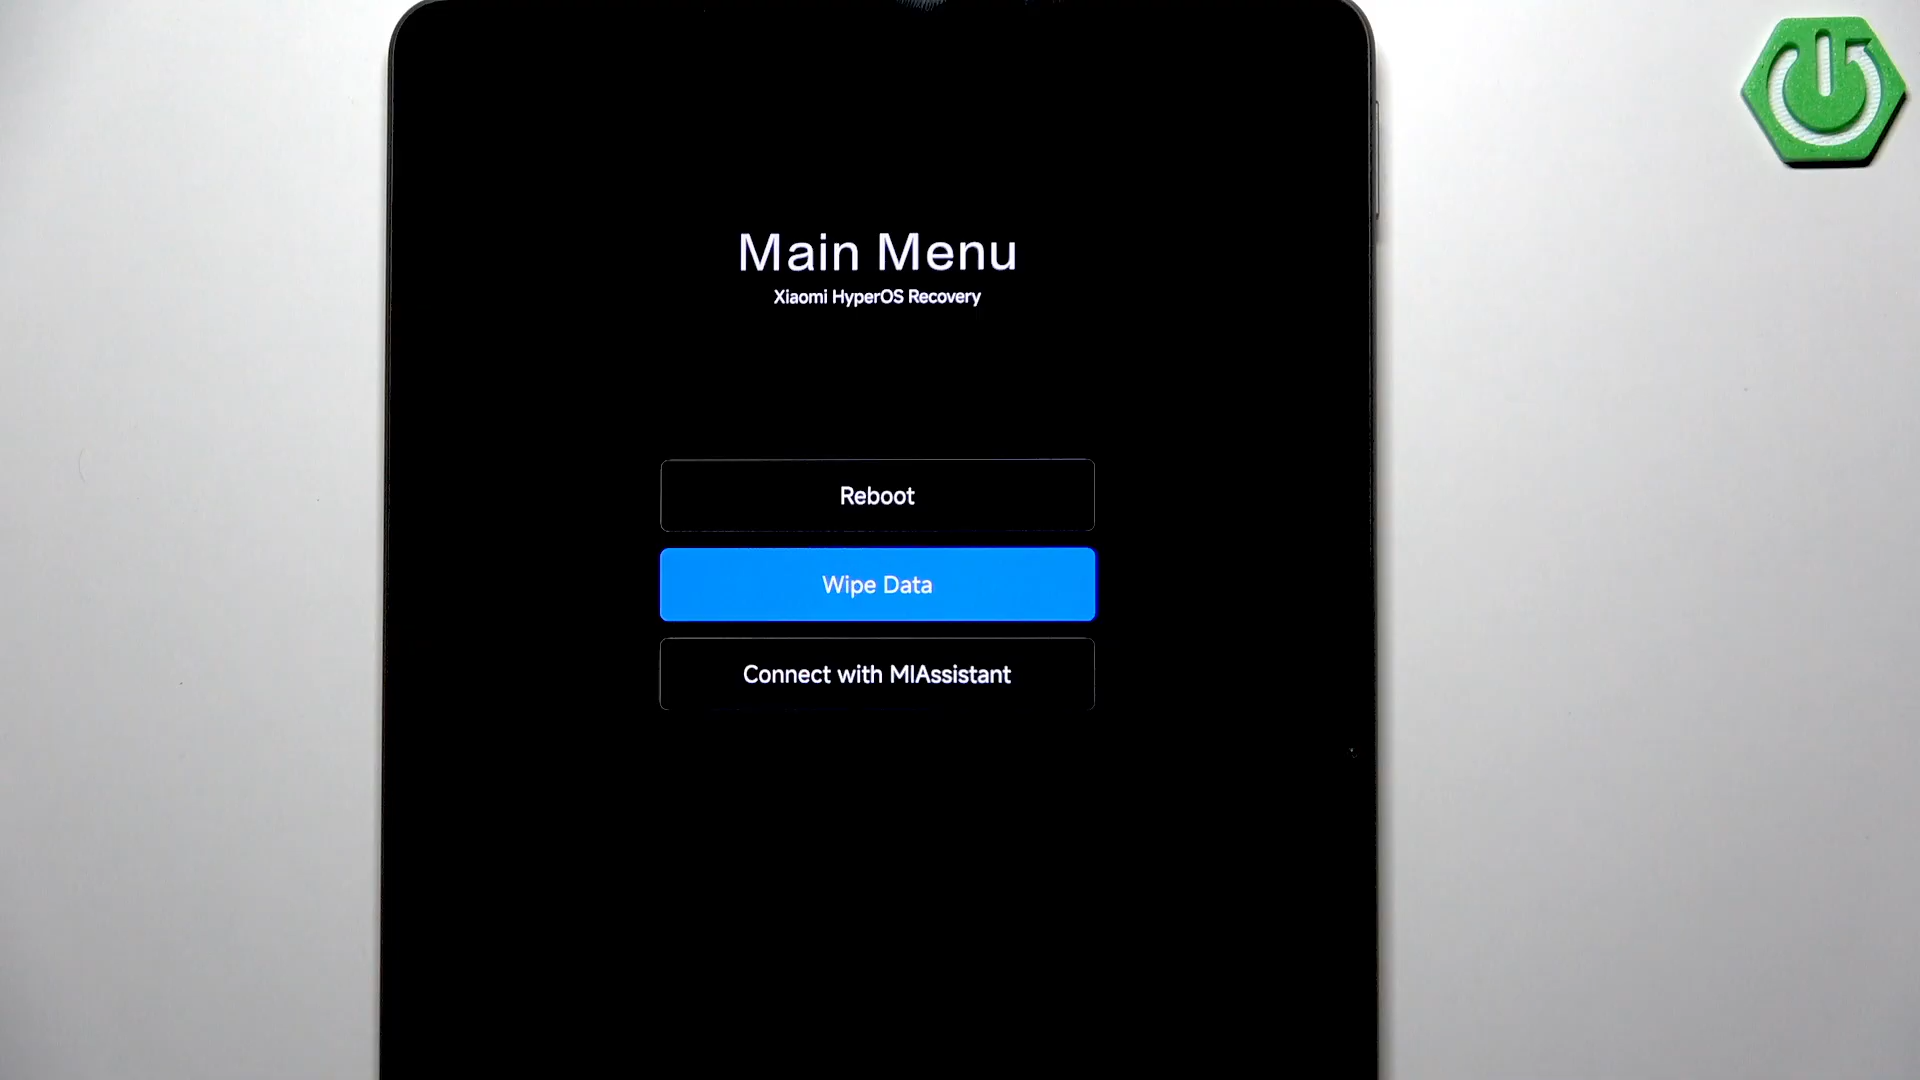 Main Menu
Xiaomi HyperOS Recovery
Reboot
Wipe Data
Connect with MIAssistant